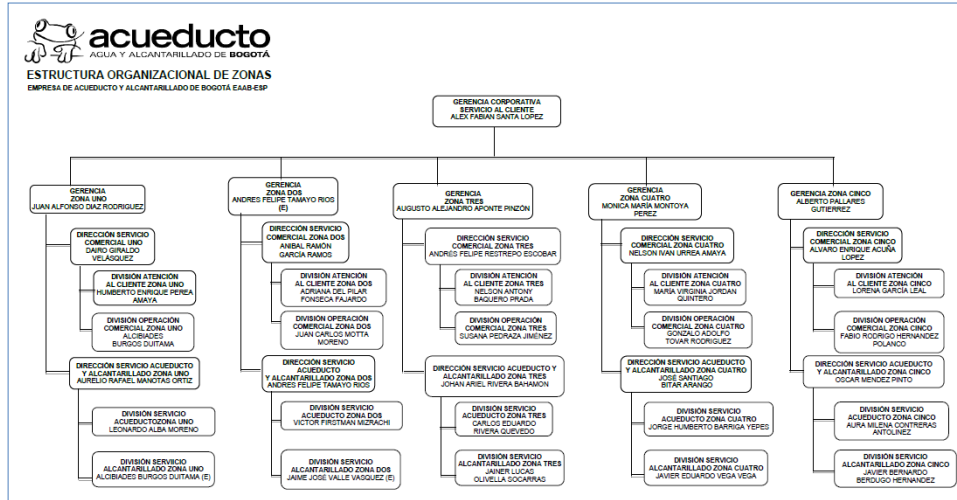 acueducto
AGUA Y ALCANTARILLADO DE BOGOTÁ
ESTRUCTURA ORGANIZACIONAL DE ZONAS
EMPRESA DE ACUEDUCTO Y ALCANTARILLADO DE BOGOTÁ EAAB-ESP
GERENCIA CORPORATIVA
SERVICIO AL CLIENTE
ALEX FABIAN SANTA LOPEZ
GERENCIA
ZONA UNO
JUAN ALFONSO DIAZ RODRIGUEZ
DIRECCIÓN SERVICIO
COMERCIAL UNO
DAIRO GIRALDO
VELÁSQUEZ
DIVISIÓN ATENCIÓN
AL CLIENTE ZONA UNO
HUMBERTO ENRIQUE PEREA
AMAYA
DIVISIÓN OPERACIÓN
COMERCIAL ZONA UNO
ALCIBIADES
BURGOS DUITAMA
DIRECCIÓN SERVICIO ACUEDUCTO
Y ALCANTARILLADO ZONA UNO
AURELIO RAFAEL MANOTAS ORTIZ
DIVISIÓN SERVICIO
ACUEDUCTOZONA UNO
LEONARDO ALBA MORENO
DIVISIÓN SERVICIO
ALCANTARILLADO ZONA UNO
ALCIBIADES BURGOS DUITAMA (E)
GERENCIA
ZONA DOS
ANDRES FELIPE TAMAYO RIOS
(E)
DIRECCIÓN SERVICIO
COMERCIAL ZONA DOS
ANIBAL RAMÓN
GARCÍA RAMOS
DIVISIÓN ATENCIÓN
AL CLIENTE ZONA DOS
ADRIANA DEL PILAR
FONSECA FAJARDO
DIVISIÓN OPERACIÓN
COMERCIAL ZONA DOS
JUAN CARLOS MOTTA
MORENO
DIRECCIÓN SERVICIO
ACUEDUCTO
Y ALCANTARILLADO ZONA DOS
ANDRES FELIPE TAMAYO RIOS
DIVISIÓN SERVICIO
ACUEDUCTO ZONA DOS
VICTOR FIRSTMAN MIZRACHI
DIVISIÓN SERVICIO
ALCANTARILLADO ZONA DOS
JAIME JOSÉ VALLE VASQUEZ (E)
GERENCIA
ZONA TRES
AUGUSTO ALEJANDRO APONTE PINZÓN
DIRECCIÓN SERVICIO
COMERCIAL ZONA TRES
ANDRÉS FELIPE RESTREPO ESCOBAR
DIVISIÓN ATENCIÓN
AL CLIENTE ZONA TRES
NELSON ANTONY
BAQUERO PRADA
DIVISIÓN OPERACIÓN
COMERCIAL ZONA TRES
SUSANA PEDRAZA JIMÉNEZ
DIRECCIÓN SERVICIO ACUEDUCTO Y
ALCANTARILLADO ZONA TRES
JOHAN ARIEL RIVERA BAHAMON
DIVISIÓN SERVICIO
ACUEDUCTO ZONA TRES
CARLOS EDUARDO
RIVERA QUEVEDO
DIVISIÓN SERVICIO
ALCANTARILLADO ZONA TRES
JAINER LUCAS
OLIVELLA SOCARRAS
GERENCIA
ZONA CUATRO
MONICA MARÍA MONTOYA
PEREZ
DIRECCIÓN SERVICIO
COMERCIAL ZONA CUATRO
NELSON IVAN URREA AMAYA
DIVISIÓN ATENCIÓN
AL CLIENTE ZONA CUATRO
MARÍA VIRGINIA JORDAN
QUINTERO
DIVISIÓN OPERACIÓN
COMERCIAL ZONA CUATRO
GONZALO ADOLFO
TOVAR RODRIGUEZ
DIRECCIÓN SERVICIO ACUEDUCTO
Y ALCANTARILLADO ZONA CUATRO
JOSÉ SANTIAGO
BITAR ARANGO
DIVISIÓN SERVICIO
ACUEDUCTO ZONA CUATRO
JORGE HUMBERTO BARRIGA YEPES
DIVISIÓN SERVICIO
ALCANTARILLADO ZONA CUATRO
JAVIER EDUARDO VEGA VEGA
GERENCIA ZONA CINCO
ALBERTO PALLARES
GUTIERREZ
DIRECCIÓN SERVICIO
COMERCIAL ZONA CINCO
ALVARO ENRIQUE ACUÑA
LOPEZ
DIVISIÓN ATENCIÓN
AL CLIENTE ZONA CINCO
LORENA GARCÍA LEAL
DIVISIÓN OPERACIÓN
COMERCIAL ZONA CINCO
FABIO RODRIGO HERNANDEZ
POLANCO
DIRECCIÓN SERVICIO ACUEDUCTO
Y ALCANTARILLADO ZONA CINCO
OSCAR MENDEZ PINTO
DIVISIÓN SERVICIO
ACUEDUCTO ZONA CINCO
AURA MILENA CONTRERAS
ANTOLINEZ
DIVISIÓN SERVICIO
ALCANTARILLADO ZONA CINCO
JAVIER BERNARDO
BERDUGO HERNANDEZ